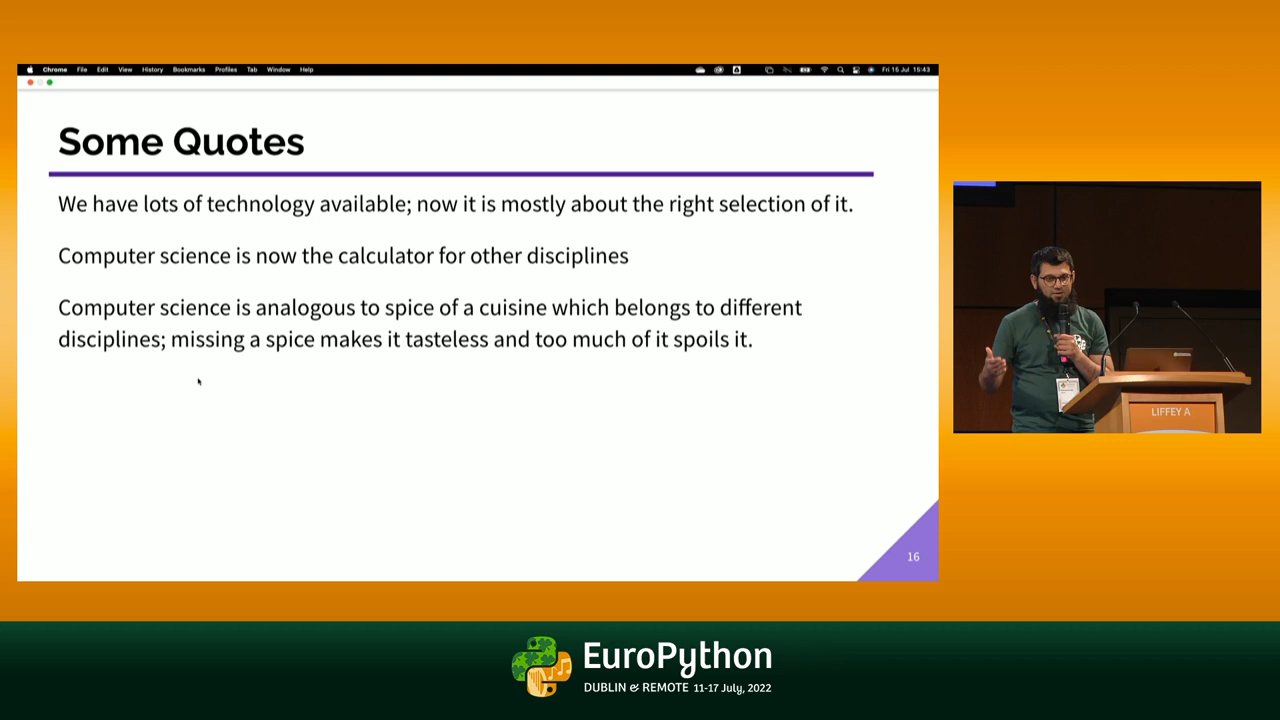 Chrome File Edit View History Bookmarks Profiles Tab Window Help
Fri 15 Jul 15:43
Some Quotes
We have lots of technology available; now it is mostly about the right selection of it.
Computer science is now the calculator for other disciplines
Computer science is analogous to spice of a cuisine which belongs to different
disciplines; missing a spice makes it tasteless and too much of it spoils it.
16
LIFFEY A
EuroPython
DUBLIN & REMOTE 11-17 July, 2022